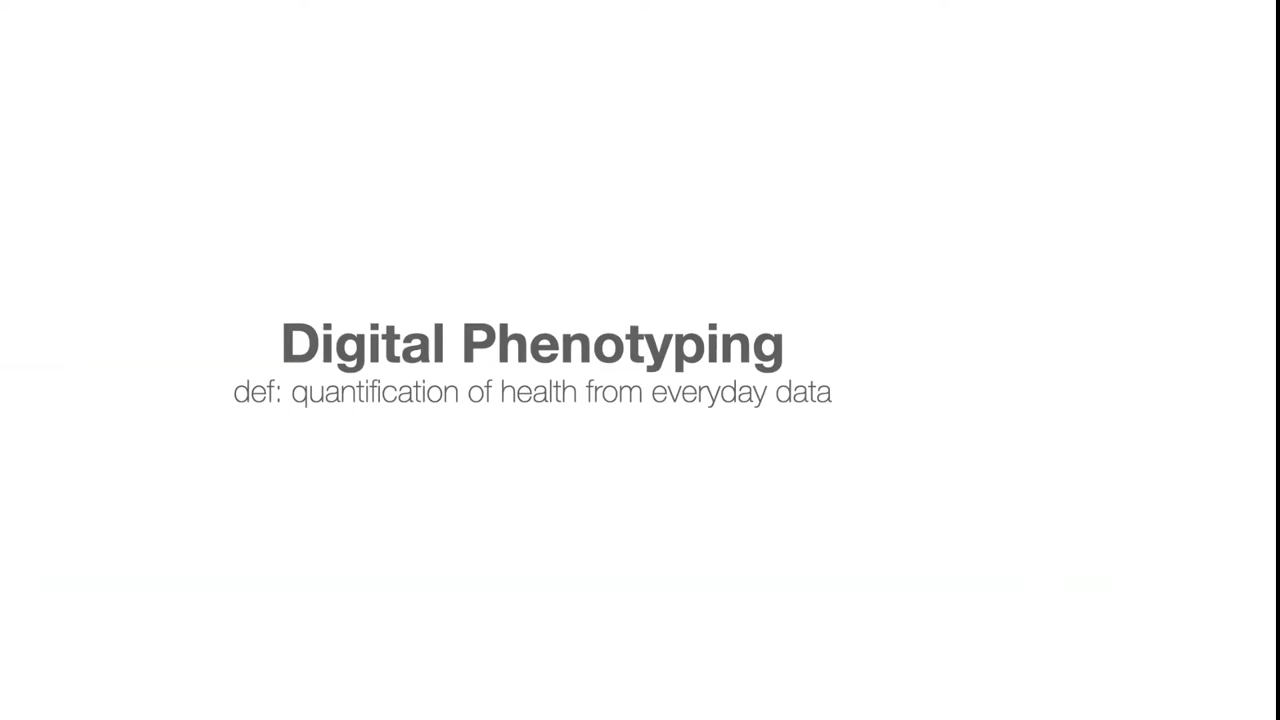 Digital Phenotyping
def: quantification of health from everyday data